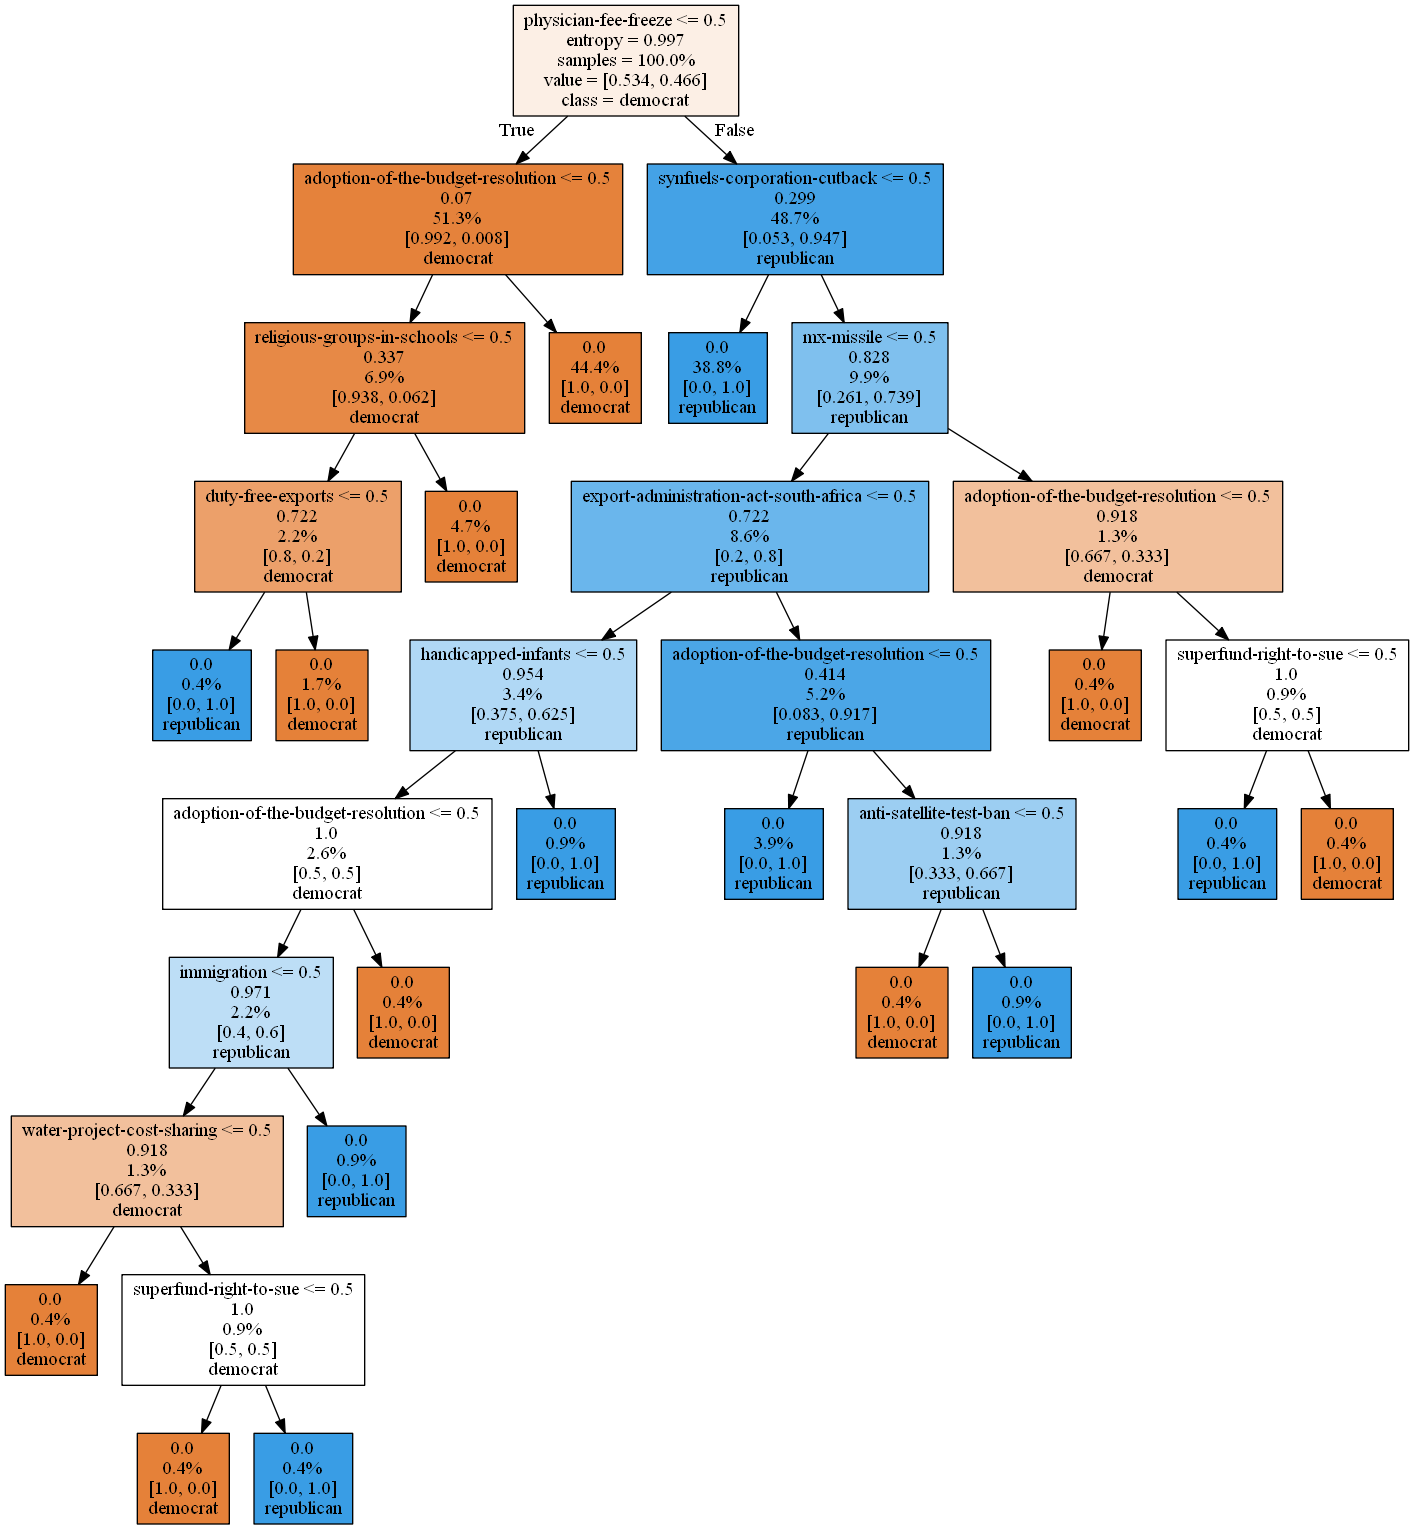 physician-fee-freeze <= 0.5
entropy = 0.997
samples = 100.0%
value = [0.534, 0.466]
class = democrat
True
False
adoption-of-the-budget-resolution <= 0.5
0.07
51.3%
[0.992, 0.008]
democrat
synfuels-corporation-cutback <= 0.5
0.299
48.7%
[0.053, 0.947]
republican
religious-groups-in-schools <= 0.5
0.337
6.9%
[0.938, 0.062]
democrat
0.0
44.4%
[1.0, 0.0]
democrat
0.0
38.8%
[0.0, 1.0]
republican
mx-missile <= 0.5
0.828
9.9%
[0.261, 0.739]
republican
duty-free-exports <= 0.5
0.722
2.2%
[0.8, 0.2]
democrat
0.0
4.7%
[1.0, 0.0]
democrat
export-administration-act-south-africa <= 0.5
0.722
8.6%
[0.2, 0.8]
republican
adoption-of-the-budget-resolution <= 0.5
0.918
1.3%
[0.667, 0.333]
democrat
0.0
0.4%
[0.0, 1.0]
republican
0.0
1.7%
[1.0, 0.0]
democrat
handicapped-infants <= 0.5
0.954
3.4%
[0.375, 0.625]
republican
adoption-of-the-budget-resolution <= 0.5
0.414
5.2%
[0.083, 0.917]
republican
0.0
0.4%
[1.0, 0.0]
democrat
superfund-right-to-sue <= 0.5
1.0
0.9%
[0.5, 0.5]
democrat
adoption-of-the-budget-resolution <= 0.5
1.0
2.6%
[0.5, 0.5]
democrat
0.0
0.9%
[0.0, 1.0]
republican
0.0
3.9%
[0.0, 1.0]
republican
anti-satellite-test-ban <= 0.5
0.918
1.3%
[0.333, 0.667]
republican
0.0
0.4%
[0.0, 1.0]
republican
0.0
0.4%
[1.0, 0.0]
democrat
immigration <= 0.5
0.971
2.2%
[0.4, 0.6]
republican
0.0
0.4%
[1.0, 0.0]
democrat
0.0
0.4%
[1.0, 0.0]
democrat
0.0
0.9%
[0.0, 1.0]
republican
water-project-cost-sharing <= 0.5
0.918
1.3%
[0.667, 0.333]
democrat
0.0
0.9%
[0.0, 1.0]
republican
0.0
0.4%
[1.0, 0.0]
democrat
superfund-right-to-sue <= 0.5
1.0
0.9%
[0.5, 0.5]
democrat
0.0
0.4%
[1.0, 0.0]
democrat
0.0
0.4%
[0.0, 1.0]
republican